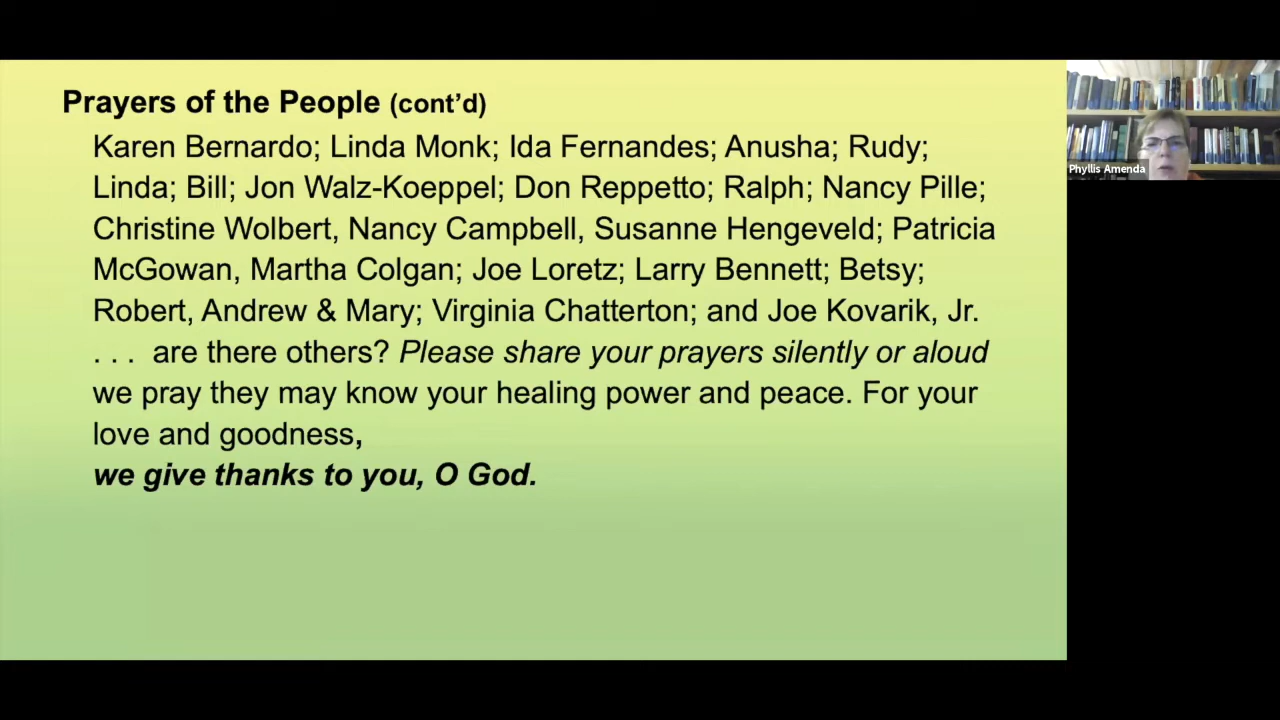 Prayers of the People (cont’d)
Karen Bernardo; Linda Monk; Ida Fernandes; Anusha; Rudy;
Linda; Bill; Jon Walz-Koeppel; Don Reppetto; Ralph; Nancy Pille;
Christine Wolbert, Nancy Campbell, Susanne Hengeveld; Patricia
McGowan, Martha Colgan; Joe Loretz; Larry Bennett; Betsy;
Robert, Andrew & Mary; Virginia Chatterton; and Joe Kovarik, Jr.
. . . are there others? Please share your prayers silently or aloud
we pray they may know your healing power and peace. For your
love and goodness,
we give thanks to you, O God.
Phyllis Amenda